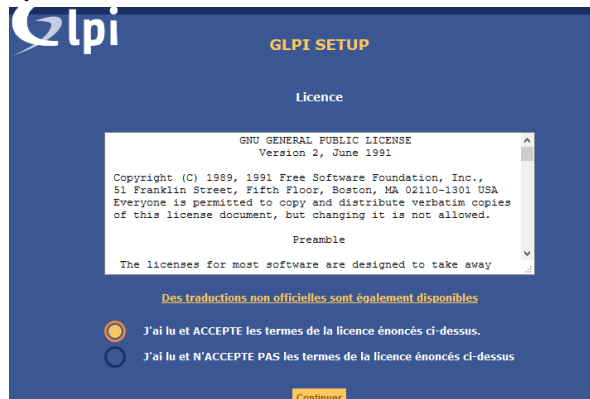 Glpi
GLPI SETUP
Licence
GNU GENERAL PUBLIC LICENSE
Version 2, June 1991
Copyright (C) 1989, 1991 Free Software Foundation, Inc.,
51 Franklin Street, Fifth Floor, Boston, MA 02110-1301 USA
Everyone is permitted to copy and distribute verbatim copies
of this license document, but changing it is not allowed.
Preamble
The licenses for most software are designed to take away
Des traductions non officielles sont également disponibles
J'ai lu et ACCEPTE les termes de la licence énoncés ci-dessus.
J'ai lu et N'ACCEPTE PAS les termes de la licence énoncés ci-dessus
Continuer